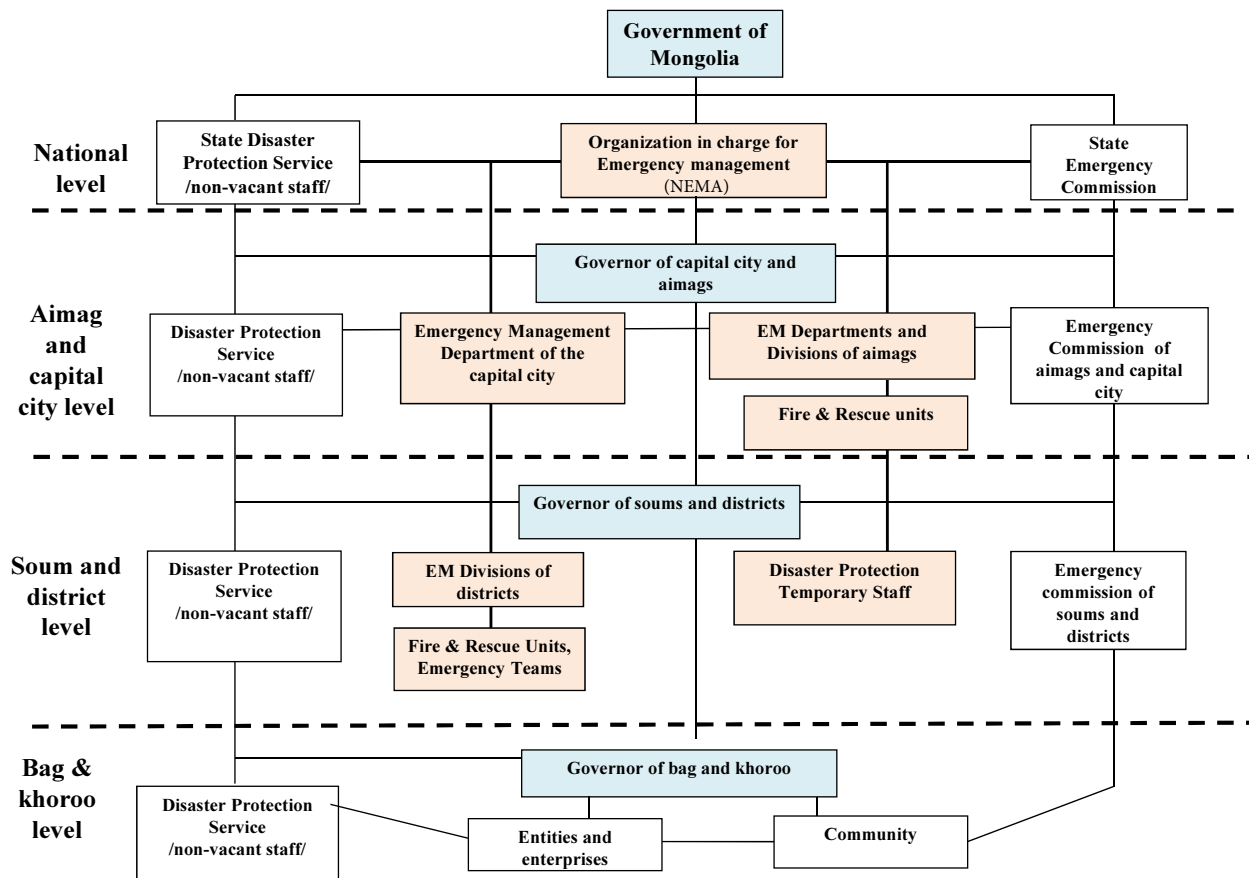 Government of
Mongolia
National
level
State Disaster
Protection Service
/non-vacant staff/
Organization in charge for
Emergency management
(NEMA)
State
Emergency
Commission
Aimag
and
capital
city level
Governor of capital city and
aimags
Disaster Protection
Service
/non-vacant staff/
Emergency Management
Department of the
capital city
EM Departments and
Divisions of aimags
Emergency
Commission of
aimags and capital
city
Fire & Rescue units
Soum and
district
level
Governor of soums and districts
Disaster Protection
Service
/non-vacant staff/
EM Divisions of
districts
Disaster Protection
Temporary Staff
Emergency
commission of
soums and
districts
Fire & Rescue Units,
Emergency Teams
Bag &
khoroo
level
Governor of bag and khoroo
Disaster Protection
Service
/non-vacant staff/
Entities and
enterprises
Community